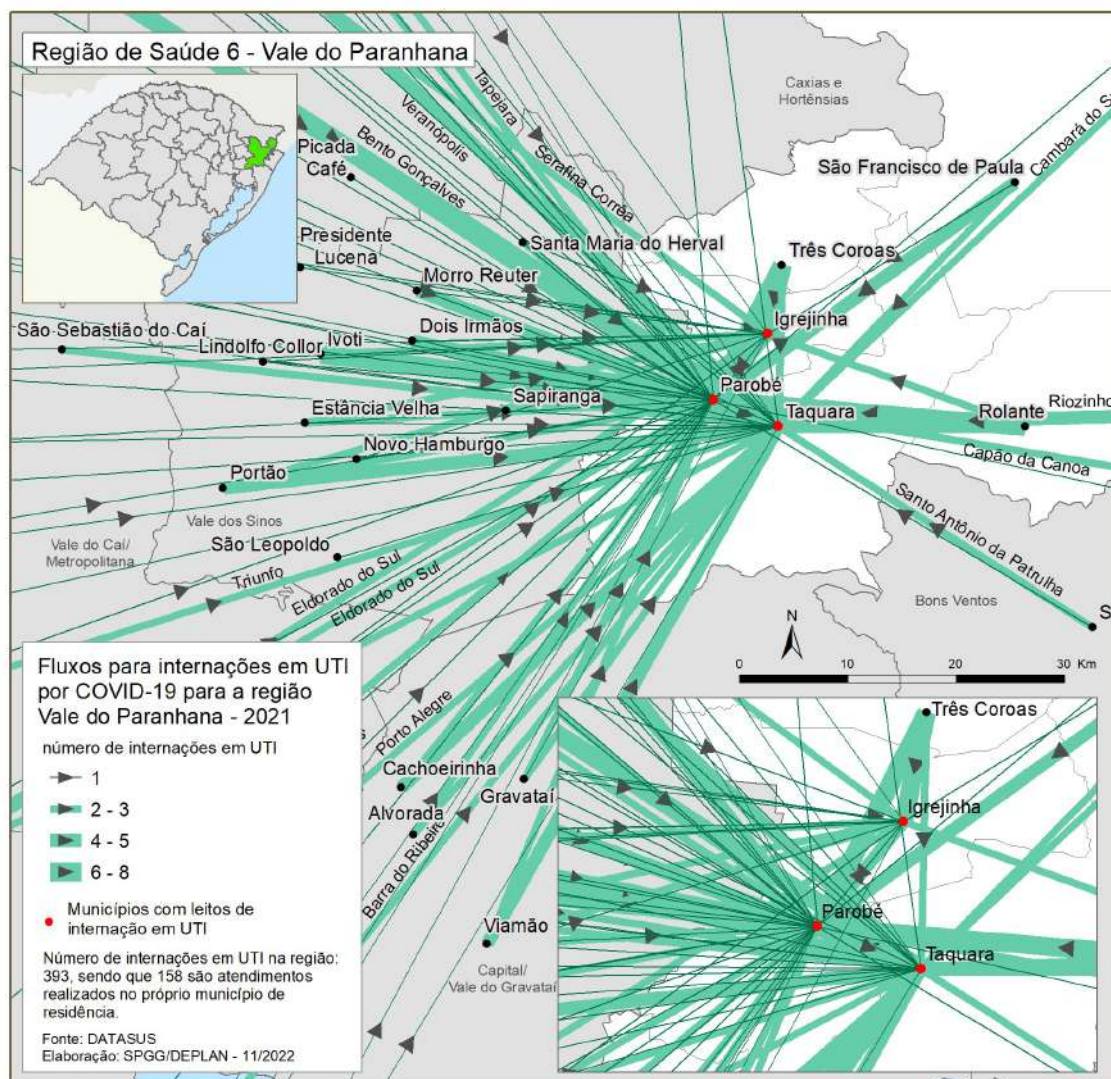 Região de Saúde 6 - Vale do Paranhana
Caxias e
Hortênsias
Tapejara
Veranópolis
Serafina Corrêa
Bento Gonçalves
Cambará do S
São Francisco de Paula
Picada
Café
Santa Maria do Herval
Três Coroas
Presidente
Lucena
Morro Reuter
Igrejinha
São Sebastião do Caí
Dois Irmãos
Ivoti
Lindolfo Collor
Parobé
Sapiranga
Taquara
Rolante
Riozinho
Estância Velha
Novo Hamburgo
Capão da Canoa
Portão
Santo Antônio da Patrulha
Vale dos Sinos
Vale do Caí/
Metropolitana
São Leopoldo
Triunfo
Eldorado do Sul
Eldorado do Sul
Bons Ventos
S
N
0 10 20 30 Km
Porto Alegre
Cachoeirinha
Gravataí
Alvorada
Barra do Ribeiro
Viamão
Capital/
Vale do Gravataí
Fluxos para internações em UTI
por COVID-19 para a região
Vale do Paranhana - 2021
número de internações em UTI
1
2 - 3
4 - 5
6 - 8
Municípios com leitos de
internação em UTI
Número de internações em UTI na região:
393, sendo que 158 são atendimentos
realizados no próprio município de
residência.
Fonte: DATASUS
Elaboração: SPGG/DEPLAN - 11/2022
Três Coroas
Igrejinha
Parobé
Taquara